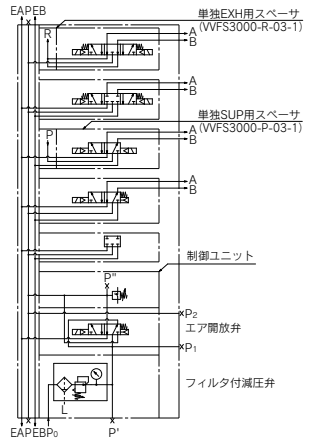 EAPEB
単独EXH用スペーサ
(VVFS3000-R-03-1)
R
A
B
A
B
単独SUP用スペーサ
(VVFS3000-P-03-1)
P
A
B
A
B
制御ユニット
P"
P2
エア開放弁
P1
フィルタ付減圧弁
L
EAPEBP0
P'